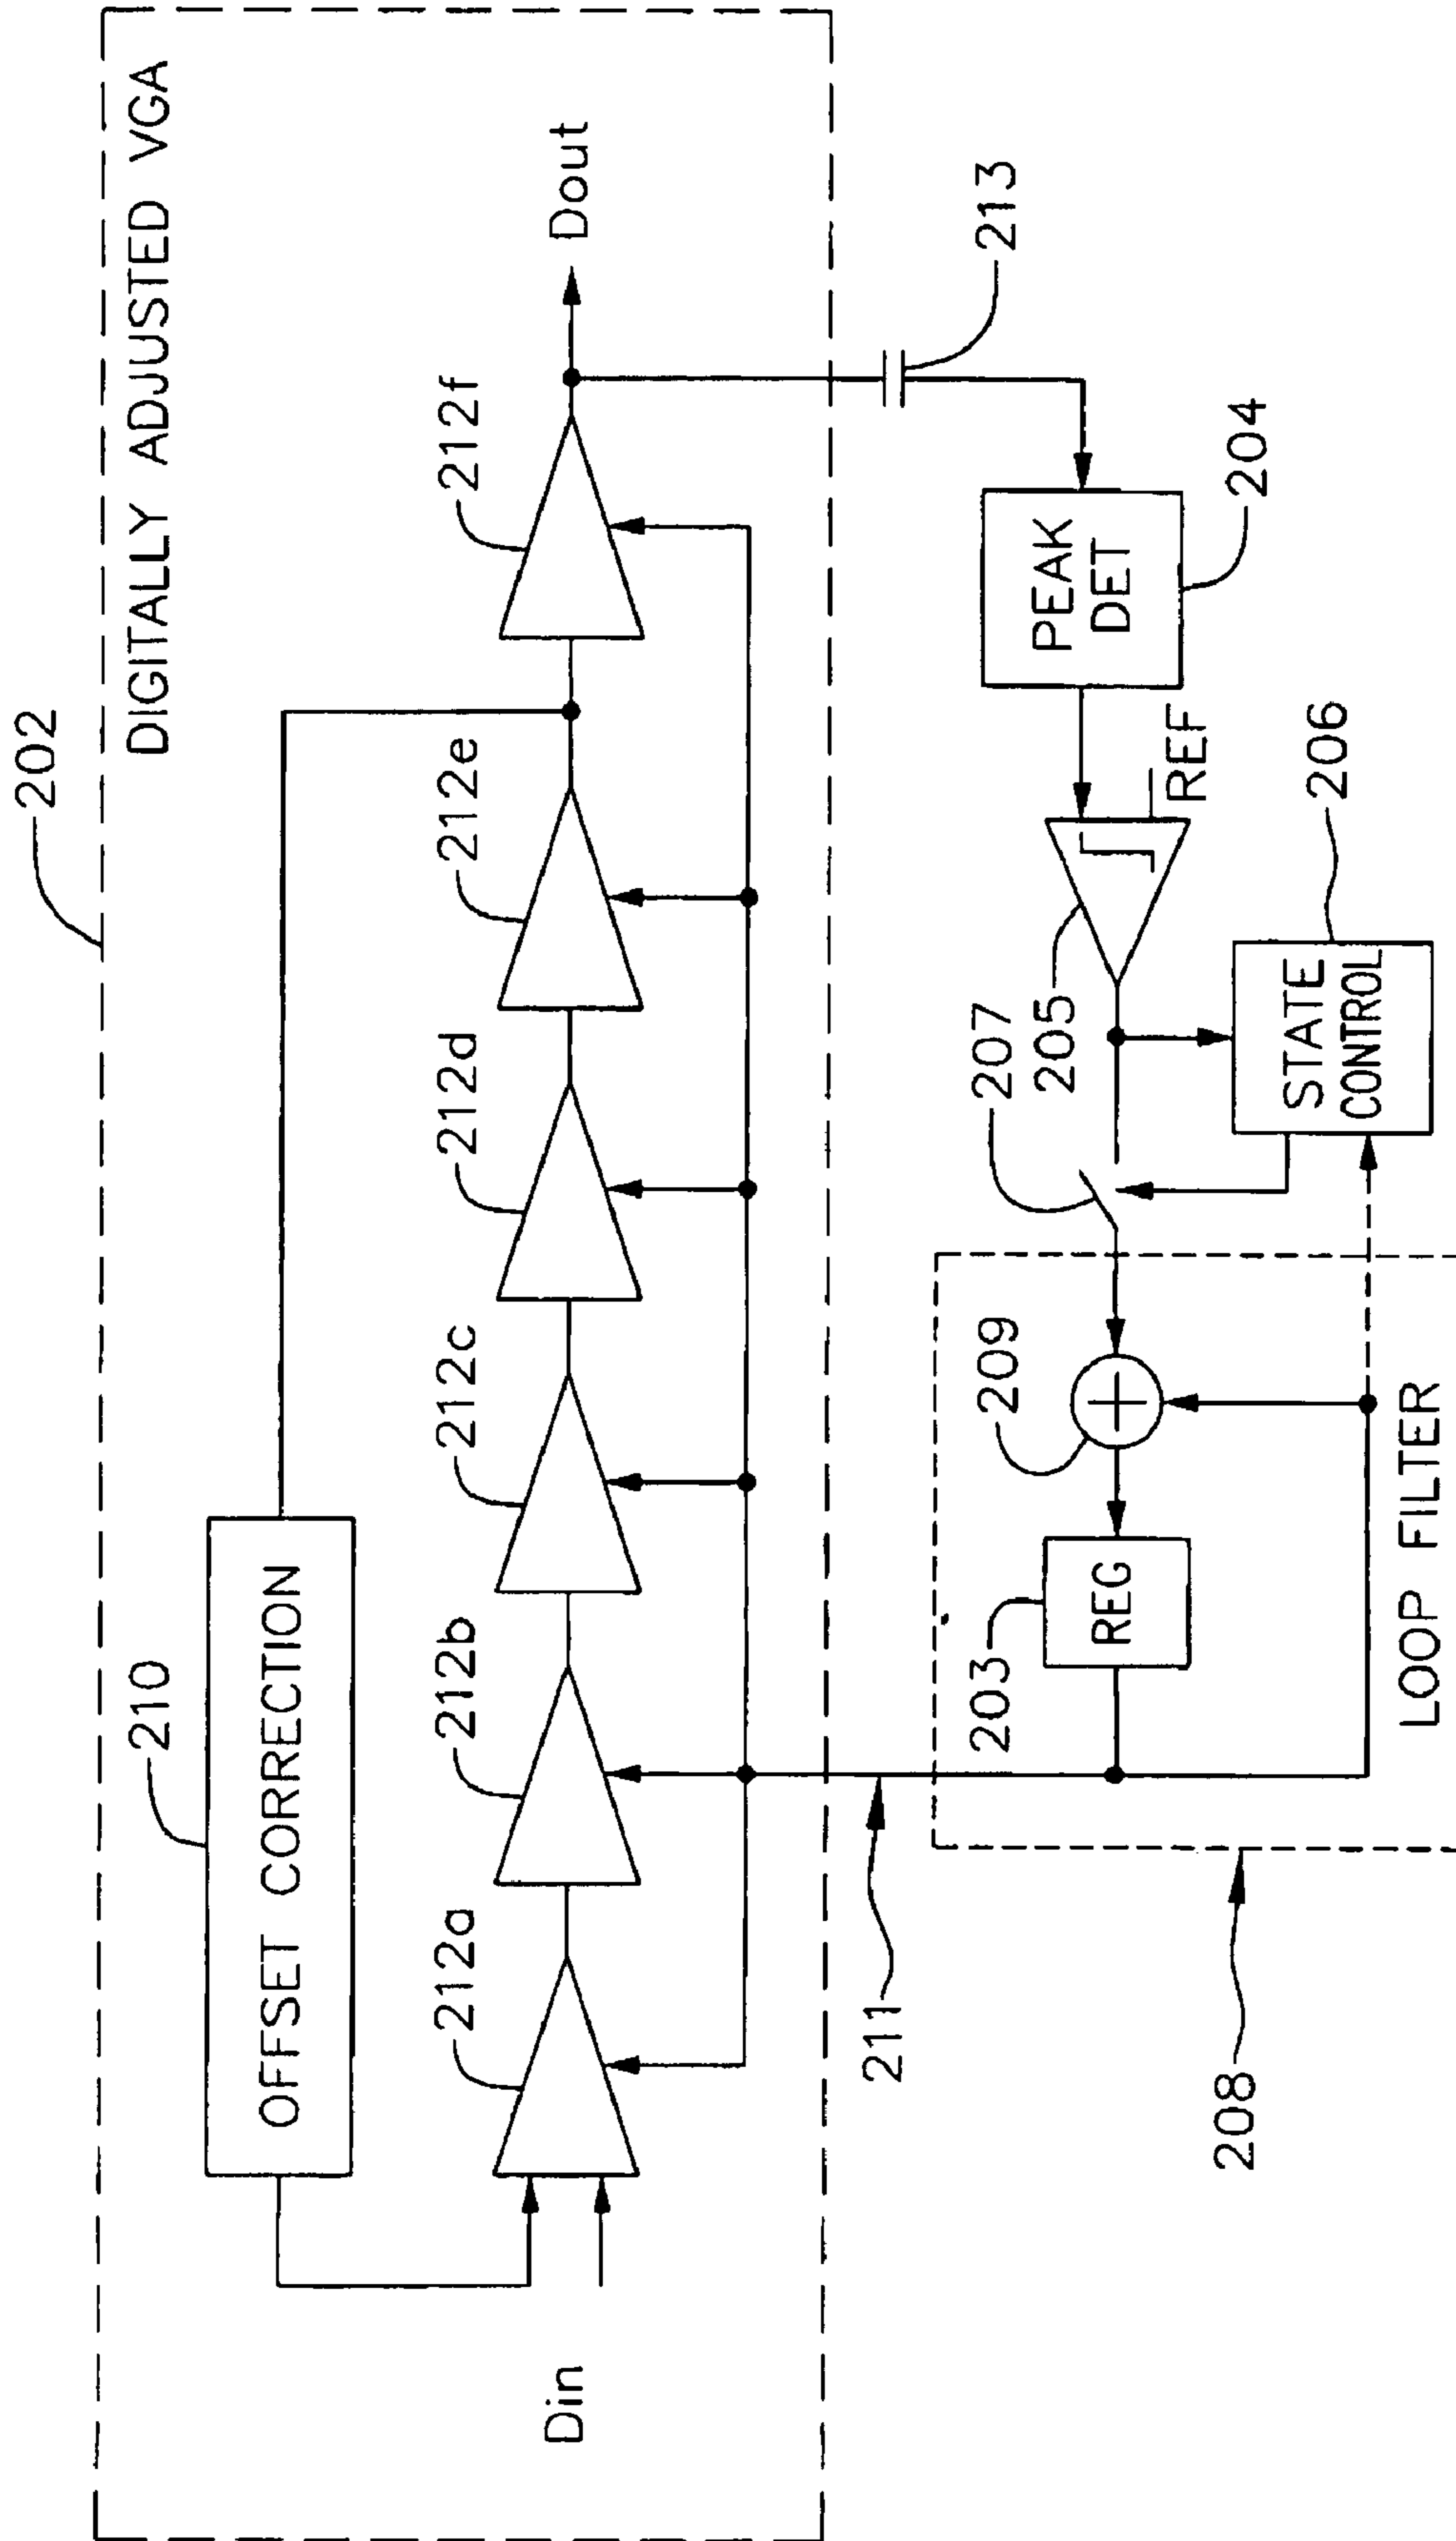 202
DIGITALLY ADJUSTED VGA
210
OFFSET CORRECTION
212a
212b
212c
212d
212e
212f
Din
Dout
211
213
PEAK
DET
204
REF
205
207
STATE
CONTROL
206
209
203
REG
LOOP FILTER
208